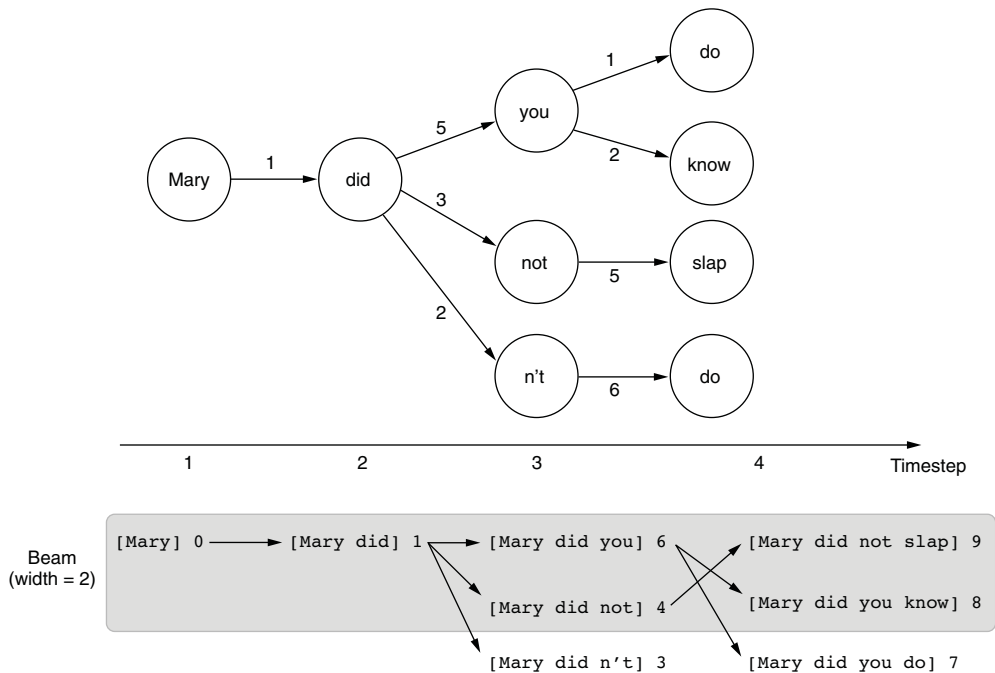 do
1
you
5
2
know
Mary
1
did
3
not
5
slap
2
n't
6
do
1
2
3
4
Timestep
Beam
(width = 2)
[Mary] 0
[Mary did] 1
[Mary did you] 6
[Mary did not slap] 9
[Mary did not] 4
[Mary did you know] 8
[Mary did n't] 3
[Mary did you do] 7